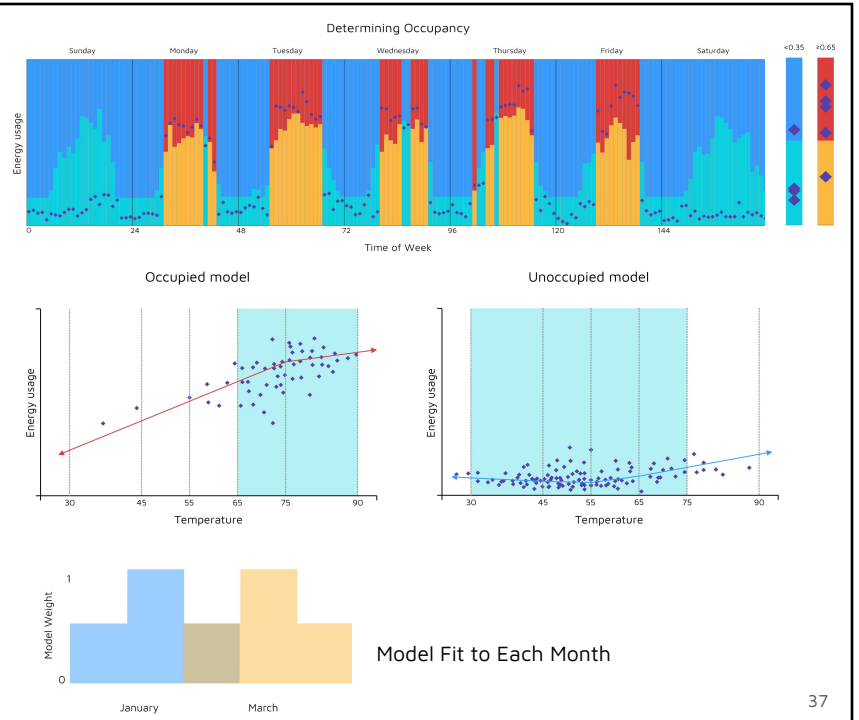 Determining Occupancy
Sunday Monday Tuesday Wednesday Thursday Friday Saturday <0.35 ≥0.65
Energy usage
0 24 48 72 96 120 144
Time of Week
Occupied model Unoccupied model
Energy usage
30 45 55 65 75 90
Temperature
Energy usage
30 45 55 65 75 90
Temperature
Model Weight
1
0
January March
Model Fit to Each Month
37